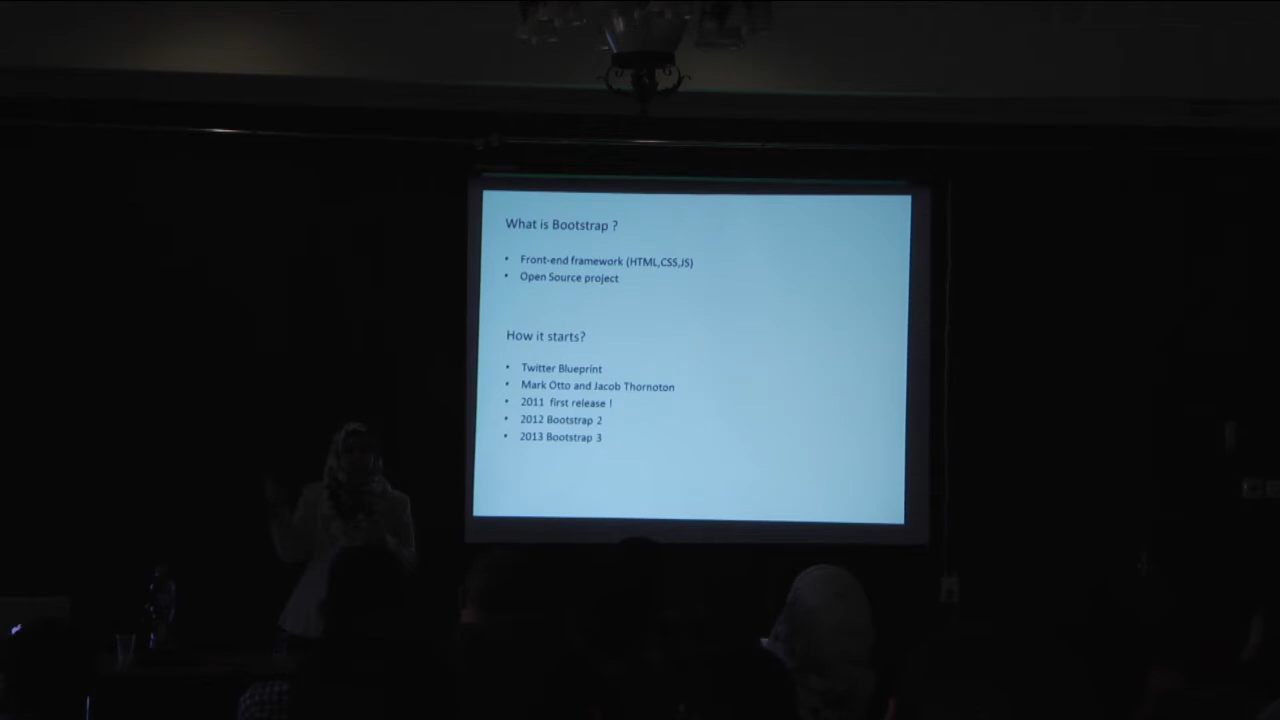 What is Bootstrap ?
• Front-end framework (HTML,CSS,JS)
• Open Source project
How it starts?
• Twitter Blueprint
• Mark Otto and Jacob Thornoton
• 2011 first release !
• 2012 Bootstrap 2
• 2013 Bootstrap 3